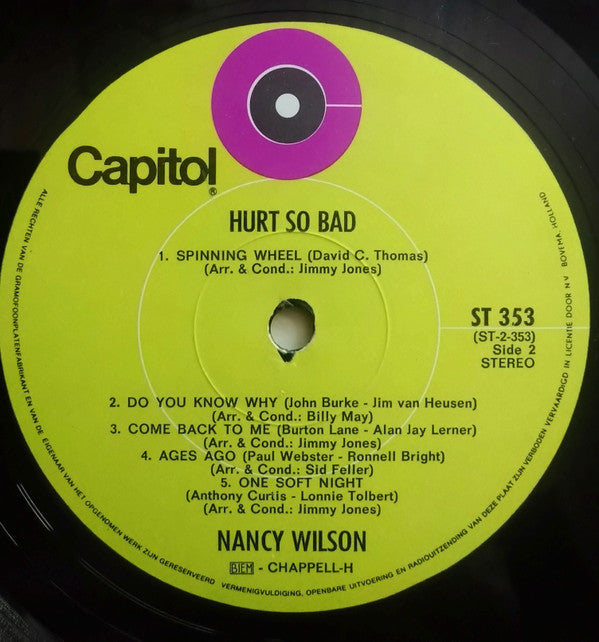 Capitol
®
HURT SO BAD
1. SPINNING WHEEL (David C. Thomas)
(Arr. & Cond.: Jimmy Jones)
ST 353
(ST-2-353)
Side 2
STEREO
2. DO YOU KNOW WHY (John Burke - Jim van Heusen)
(Arr. & Cond.: Billy May)
3. COME BACK TO ME (Burton Lane - Alan Jay Lerner)
(Arr. & Cond.: Jimmy Jones)
4. AGES AGO (Paul Webster - Ronnell Bright)
(Arr. & Cond.: Sid Feller)
5. ONE SOFT NIGHT
(Anthony Curtis - Lonnie Tolbert)
(Arr. & Cond.: Jimmy Jones)
NANCY WILSON
BIEM - CHAPPELL-H
ALLE RECHTEN VAN DE GRAMOFOONPLATENFABRIKANT EN VAN DE EIGENAAR VAN HET OPGENOMEN WERK ZIJN GERESERVEERD VERMENIGVULDIGING, OPENBARE UITVOERING EN RADIOUITZENDING VAN DEZE PLAAT ZIJN VERBODEN VERVAARDIGD IN LICENTIE DOOR N V BOVEMA HOLLAND